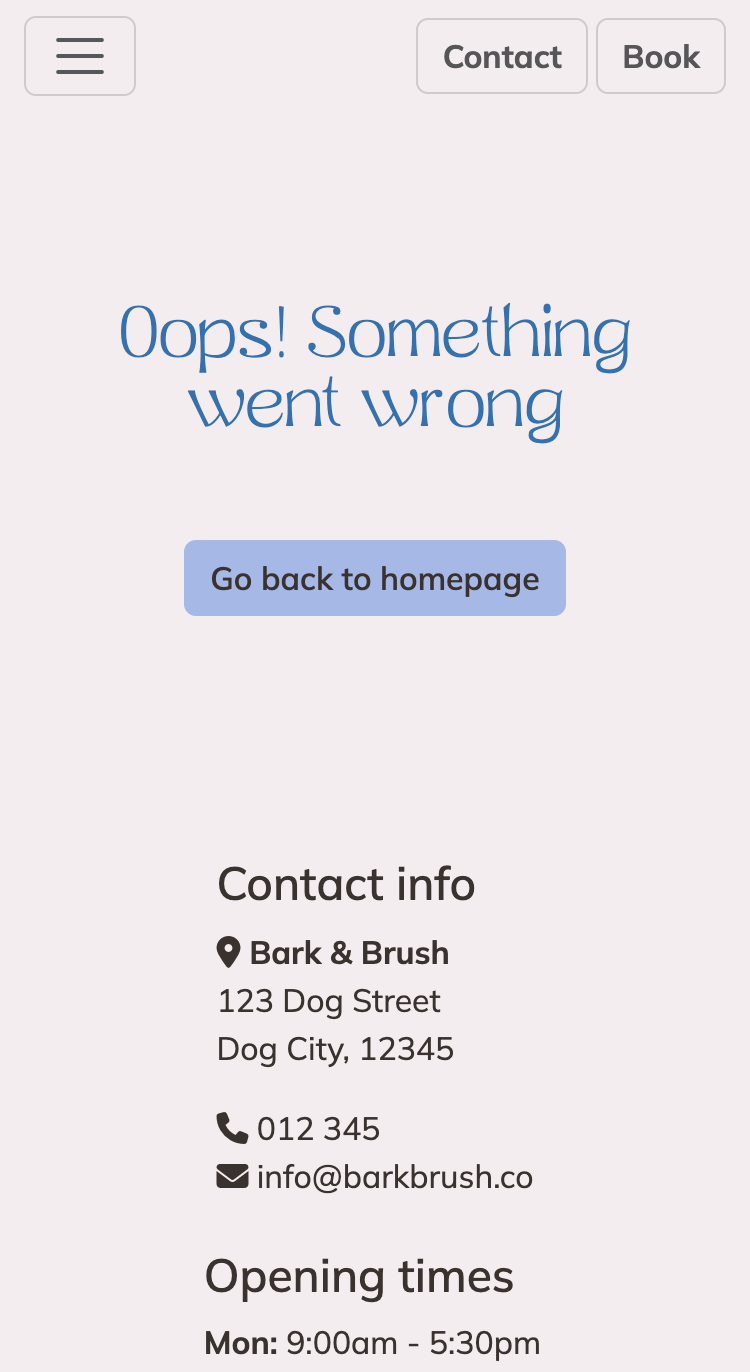 Contact Book
Oops! Something
went wrong
Go back to homepage
Contact info
Bark & Brush
123 Dog Street
Dog City, 12345
012 345
info@barkbrush.co
Opening times
Mon: 9:00am - 5:30pm